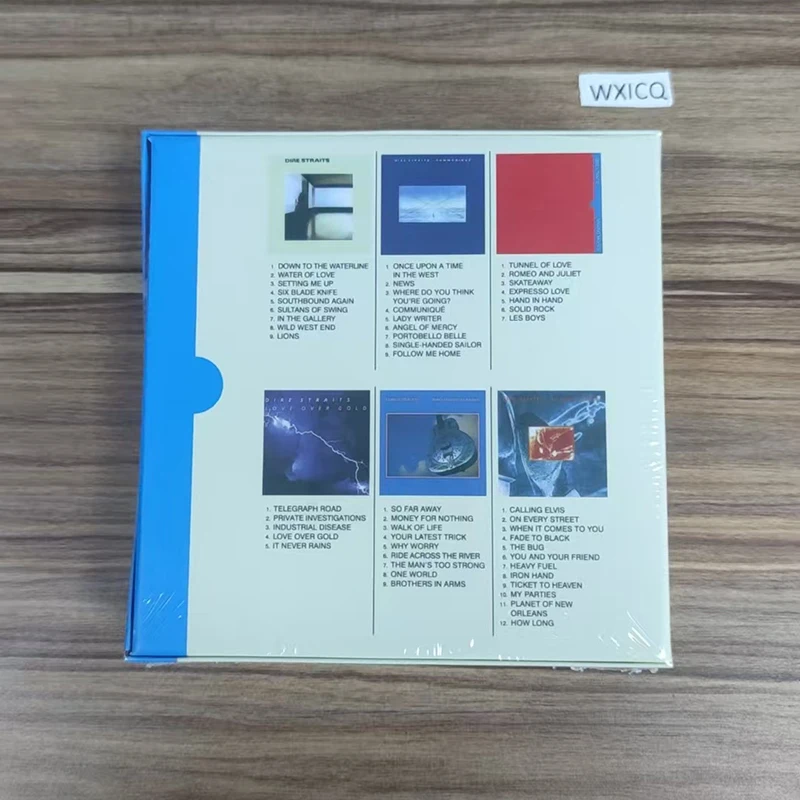 WXICQ
DIRE STRAITS
DIRE STRAITS COMMUNIQUÉ
1. DOWN TO THE WATERLINE
2. WATER OF LOVE
3. SETTING ME UP
4. SIX BLADE KNIFE
5. SOUTHBOUND AGAIN
6. SULTANS OF SWING
7. IN THE GALLERY
8. WILD WEST END
9. LIONS
1. ONCE UPON A TIME
IN THE WEST
2. NEWS
3. WHERE DO YOU THINK
YOU'RE GOING?
4. COMMUNIQUÉ
5. LADY WRITER
6. ANGEL OF MERCY
7. PORTOBELLO BELLE
8. SINGLE-HANDED SAILOR
9. FOLLOW ME HOME
1. TUNNEL OF LOVE
2. ROMEO AND JULIET
3. SKATEAWAY
4. EXPRESSO LOVE
5. HAND IN HAND
6. SOLID ROCK
7. LES BOYS
DIRE STRAITS
LOVE OVER GOLD
1. TELEGRAPH ROAD
2. PRIVATE INVESTIGATIONS
3. INDUSTRIAL DISEASE
4. LOVE OVER GOLD
5. IT NEVER RAINS
1. SO FAR AWAY
2. MONEY FOR NOTHING
3. WALK OF LIFE
4. YOUR LATEST TRICK
5. WHY WORRY
6. RIDE ACROSS THE RIVER
7. THE MAN'S TOO STRONG
8. ONE WORLD
9. BROTHERS IN ARMS
1. CALLING ELVIS
2. ON EVERY STREET
3. WHEN IT COMES TO YOU
4. FADE TO BLACK
5. THE BUG
6. YOU AND YOUR FRIEND
7. HEAVY FUEL
8. IRON HAND
9. TICKET TO HEAVEN
10. MY PARTIES
11. PLANET OF NEW
ORLEANS
12. HOW LONG